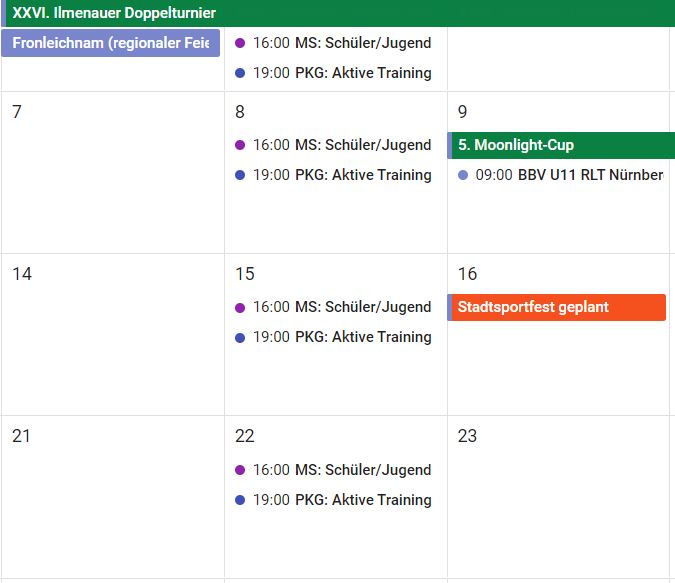 XXVI. Ilmenauer Doppelturnier
Fronleichnam (regionaler Feie
16:00 MS: Schüler/Jugend
19:00 PKG: Aktive Training
7
8
9
16:00 MS: Schüler/Jugend
5. Moonlight-Cup
19:00 PKG: Aktive Training
09:00 BBV U11 RLT Nürnber
14
15
16
16:00 MS: Schüler/Jugend
Stadtsportfest geplant
19:00 PKG: Aktive Training
21
22
23
16:00 MS: Schüler/Jugend
19:00 PKG: Aktive Training